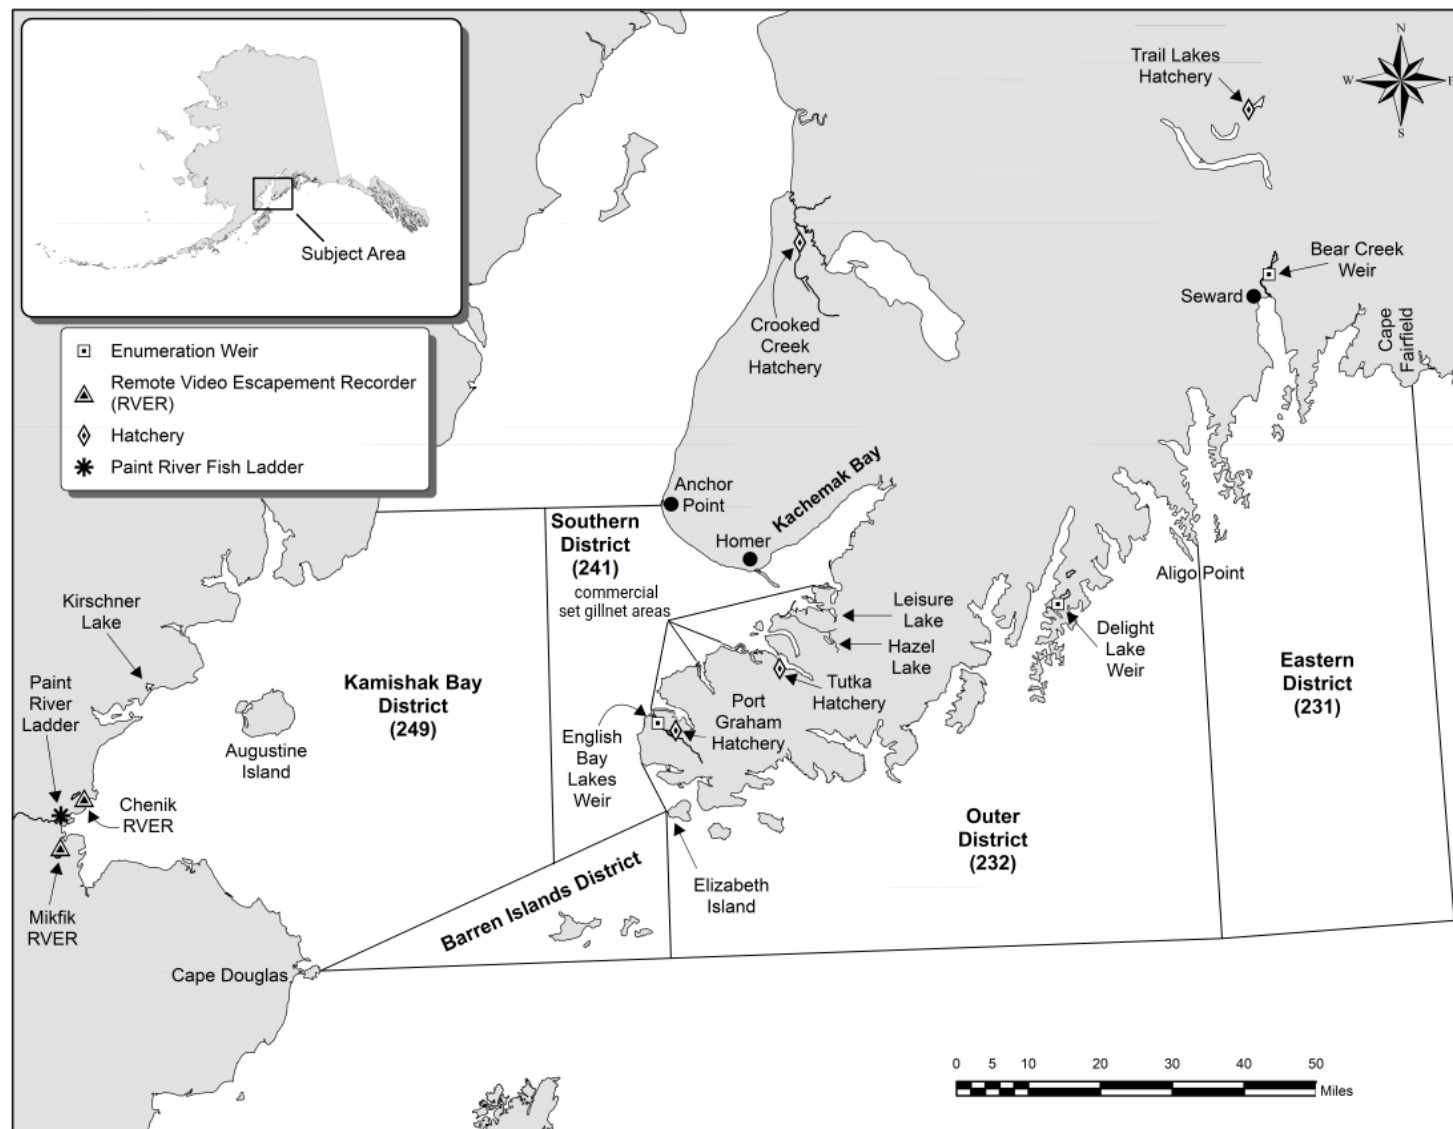 Subject Area
Enumeration Weir
Remote Video Escapement Recorder
(RVER)
Hatchery
Paint River Fish Ladder
Trail Lakes
Hatchery
N
W
E
S
Bear Creek
Weir
Seward
Cape
Fairfield
Crooked
Creek
Hatchery
Anchor
Point
Kachemak Bay
Homer
Southern
District
(241)
commercial
set gillnet areas
Aligo Point
Kirschner
Lake
Leisure
Lake
Hazel
Lake
Delight
Lake
Weir
Eastern
District
(231)
Paint
River
Ladder
Kamishak Bay
District
(249)
Tutka
Hatchery
Port
Graham
Hatchery
English
Bay
Lakes
Weir
Augustine
Island
Chenik
RVER
Outer
District
(232)
Elizabeth
Island
Barren Islands District
Mikfik
RVER
Cape Douglas
0 5 10 20 30 40 50
Miles